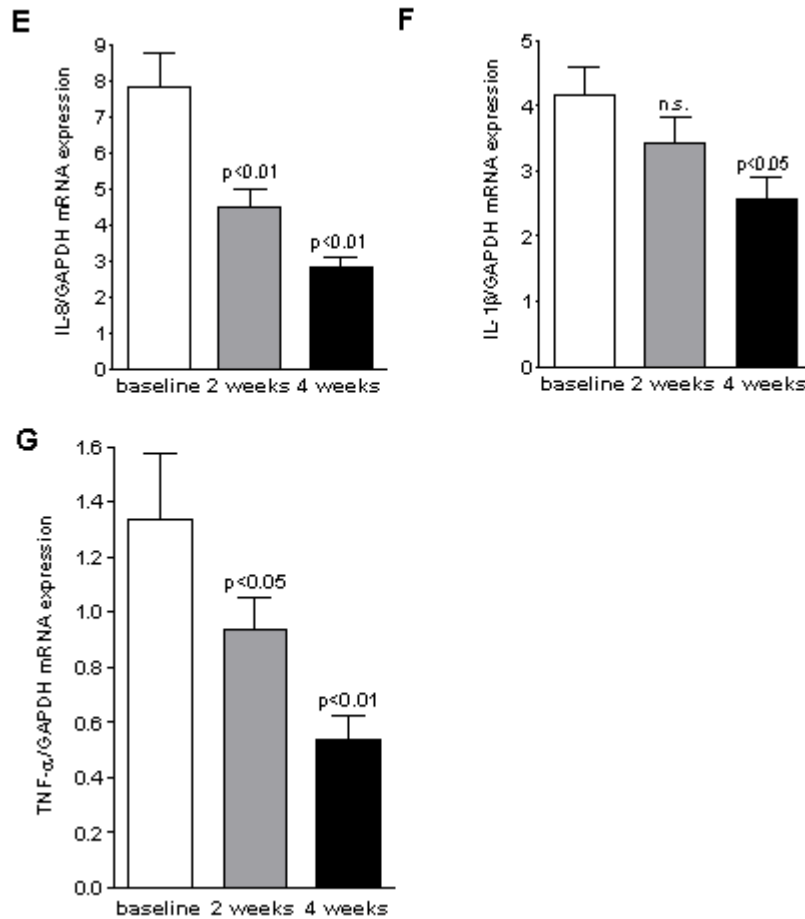 E
IL-8/GAPDH mRNA expression
9
8
7
6
5
4
3
2
1
0
p<0.01
p<0.01
baseline 2 weeks 4 weeks
F
IL-1β/GAPDH mRNA expression
5
4
3
2
1
0
n.s.
p<0.05
baseline 2 weeks 4 weeks
G
TNF-α/GAPDH mRNA expression
1.6
1.4
1.2
1.0
0.8
0.6
0.4
0.2
0.0
p<0.05
p<0.01
baseline 2 weeks 4 weeks